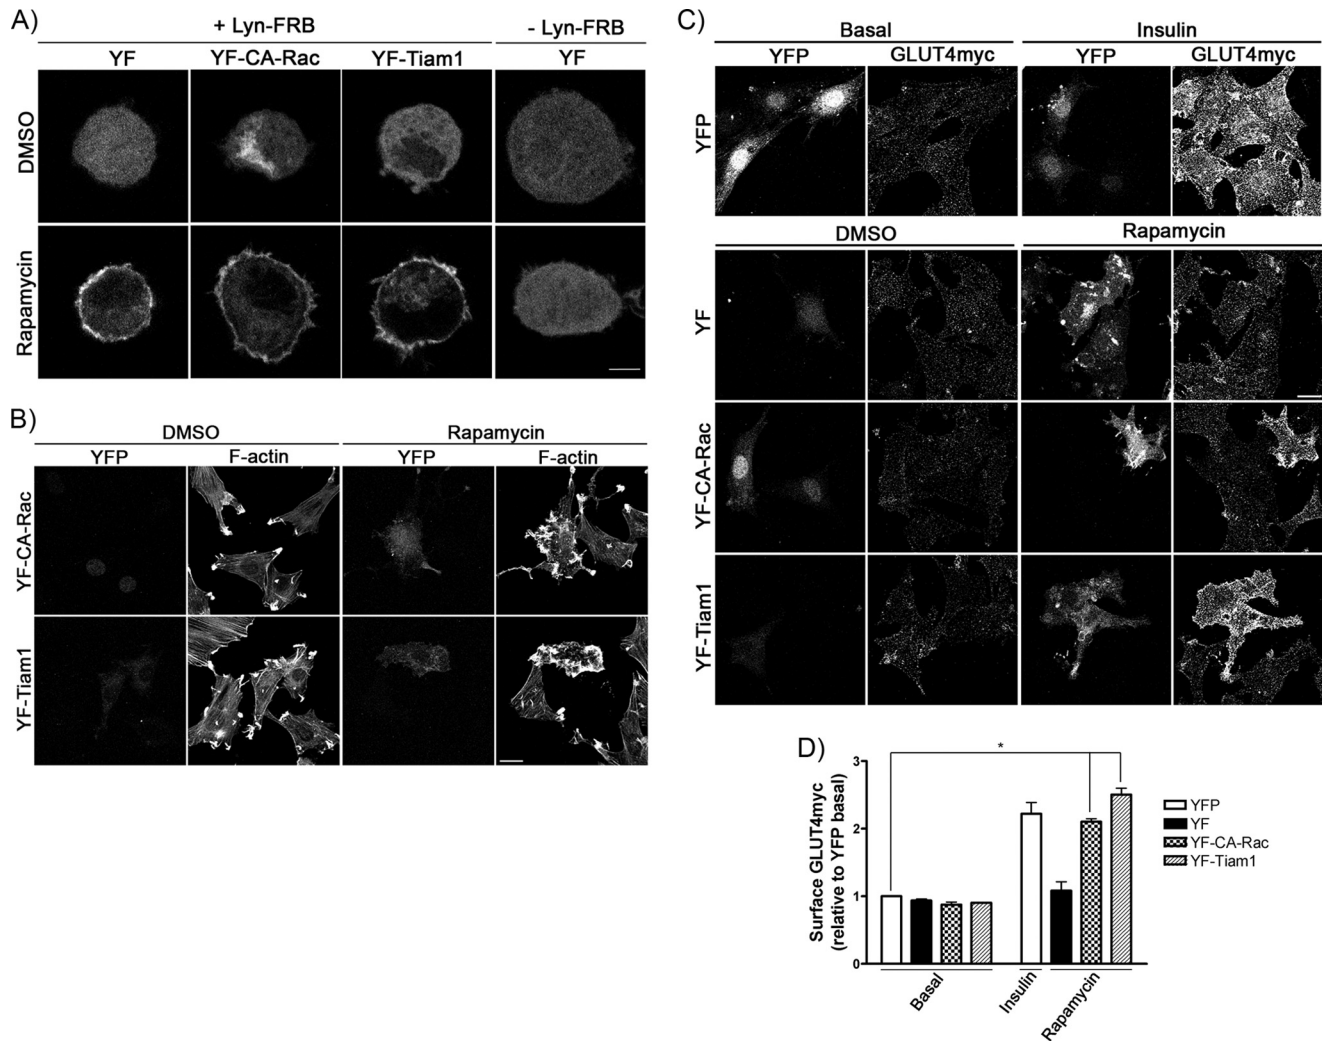 A)
+ Lyn-FRB
- Lyn-FRB
YF
YF-CA-Rac
YF-Tiam1
YF
DMSO
Rapamycin
B)
DMSO
Rapamycin
YFP
F-actin
YFP
F-actin
YF-CA-Rac
YF-Tiam1
C)
Basal
Insulin
YFP
GLUT4myc
YFP
GLUT4myc
YFP
DMSO
Rapamycin
YF
YF-CA-Rac
YF-Tiam1
D)
*
3
2
1
0
Surface GLUT4myc
(relative to YFP basal)
Basal
Insulin
Rapamycin
YFP
YF
YF-CA-Rac
YF-Tiam1